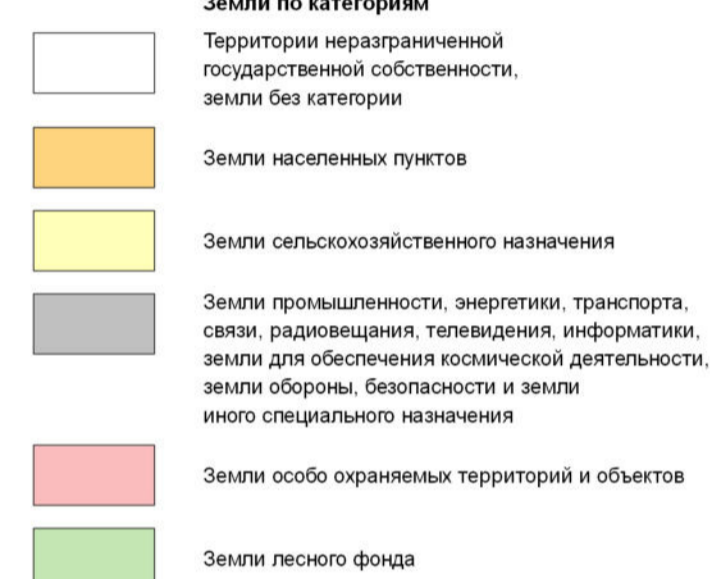 Земли по категориям
Территории неразграниченной
государственной собственности,
земли без категории
Земли населенных пунктов
Земли сельскохозяйственного назначения
Земли промышленности, энергетики, транспорта,
связи, радиовещания, телевидения, информатики,
земли для обеспечения космической деятельности,
земли обороны, безопасности и земли
иного специального назначения
Земли особо охраняемых территорий и объектов
Земли лесного фонда